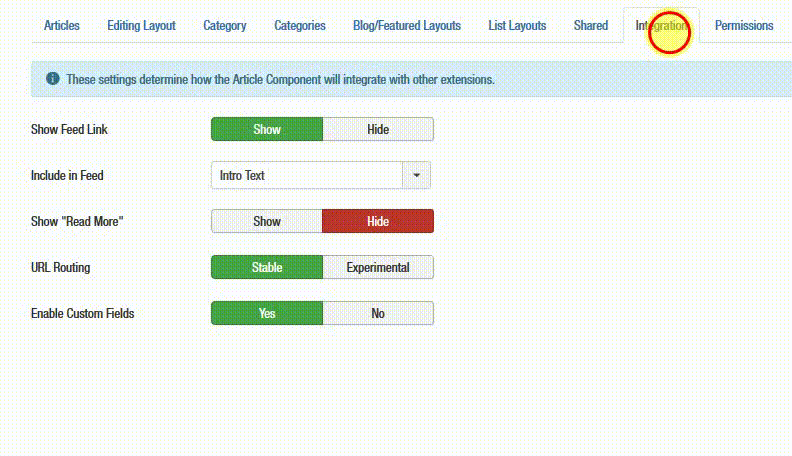 Articles Editing Layout Category Categories Blog/Featured Layouts List Layouts Shared Integration Permissions
These settings determine how the Article Component will integrate with other extensions.
Show Feed Link Show Hide
Include in Feed Intro Text
Show "Read More" Show Hide
URL Routing Stable Experimental
Enable Custom Fields Yes No